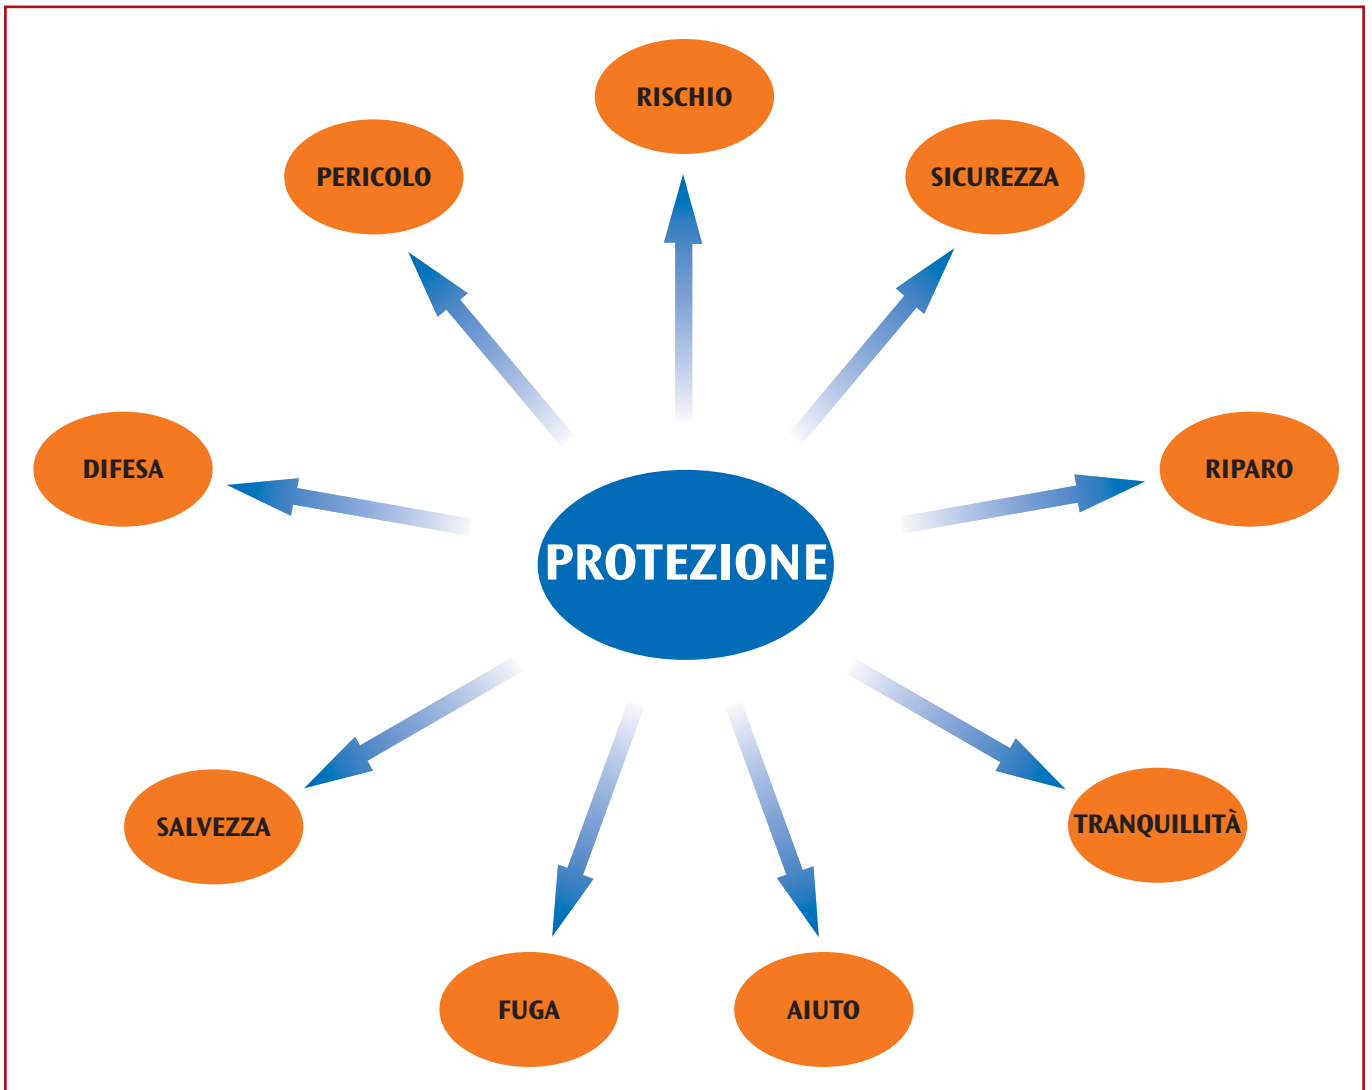 RISCHIO
PERICOLO
SICUREZZA
DIFESA
RIPARO
PROTEZIONE
SALVEZZA
TRANQUILLITÀ
FUGA
AIUTO